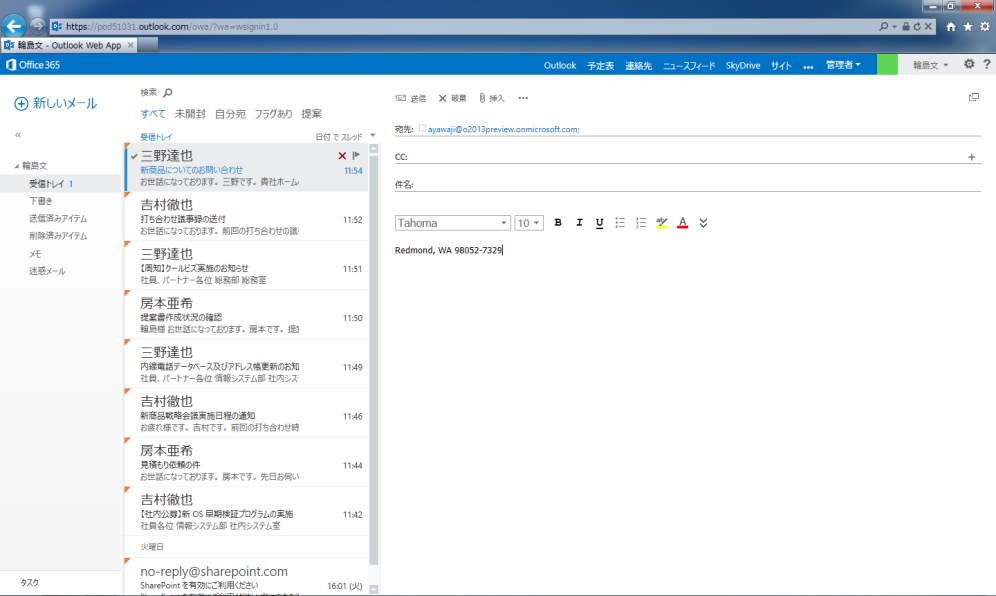 https://pod51031.outlook.com/owa/?wa=wsignin1.0
輪島文 - Outlook Web App
Office 365
Outlook 予定表 連絡先 ニュースフィード SkyDrive サイト ... 管理者 輪島文 ?
新しいメール
«
輪島文
受信トレイ 1
下書き
送信済みアイテム
削除済みアイテム
メモ
迷惑メール
タスク
検索
すべて 未開封 自分宛 フラグあり 提案
受信トレイ 日付 で スレッド
三野達也
新商品についてのお問い合わせ 11:54
お世話になっております。三野です。貴社ホーム
吉村徹也
打ち合わせ議事録の送付 11:52
お世話になっております。前回の打ち合わせの議
三野達也
【周知】クールビズ実施のお知らせ 11:51
社員、パートナー各位 総務部 総務室
房本亜希
提案書作成状況の確認 11:50
輪島様 お世話になっております。房本です。提
三野達也
内線電話データベース及びアドレス帳更新のお知 11:49
社員、パートナー各位 情報システム部 社内シス
吉村徹也
新商品戦略会議実施日程の通知 11:46
お疲れ様です。吉村です。前回の打ち合わせ時
房本亜希
見積もり依頼の件 11:44
お世話になっております。房本です。先日お伺い
吉村徹也
【社内公募】新 OS 早期検証プログラムの実施 11:42
社員各位 情報システム部 社内システム室
火曜日
no-reply@sharepoint.com
SharePoint を有効にご利用ください 16:01 (火)
送信 破棄 挿入 ...
宛先: ayawaji@o2013preview.onmicrosoft.com;
CC:
件名:
Tahoma 10 B I U A
Redmond, WA 98052-7329